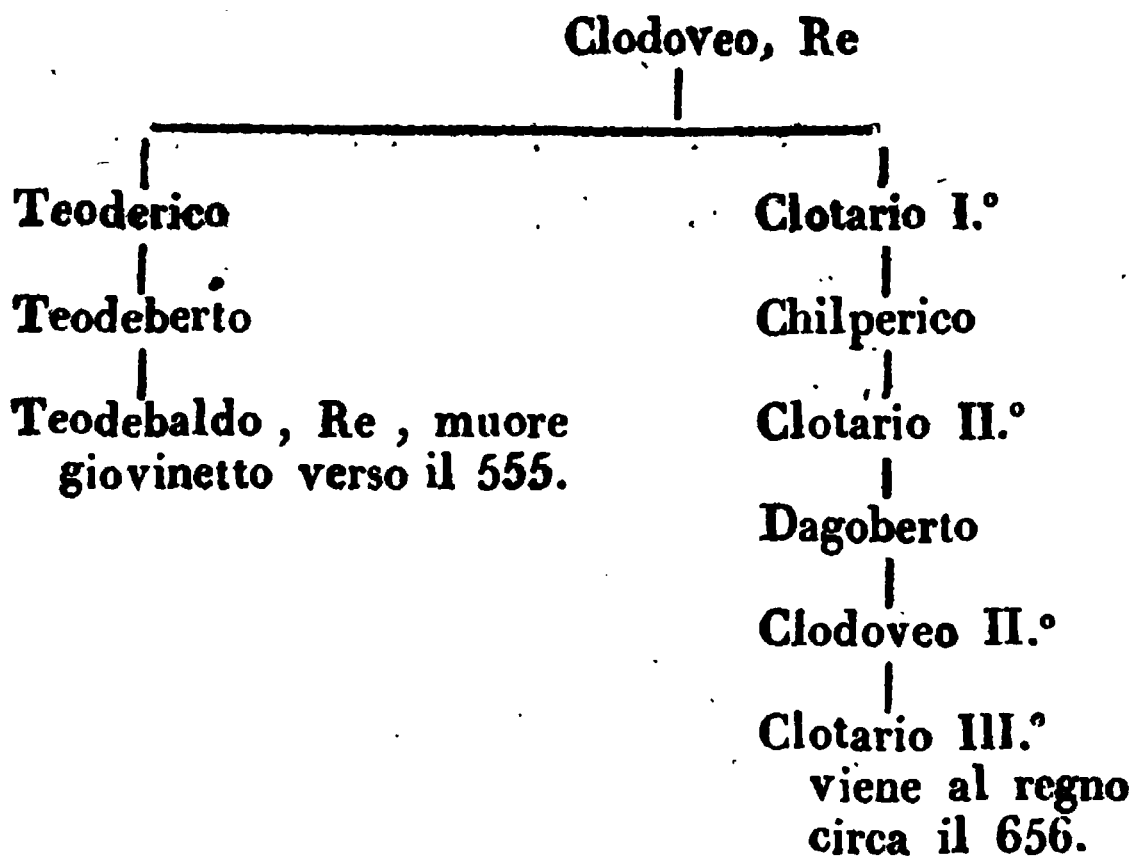 Clodoveo, Re
Teoderico
Teodeberto
Teodebaldo, Re, muore
giovinetto verso il 555.
Clotario I.°
Chilperico
Clotario II.°
Dagoberto
Clodoveo II.°
Clotario III.°
viene al regno
circa il 656.